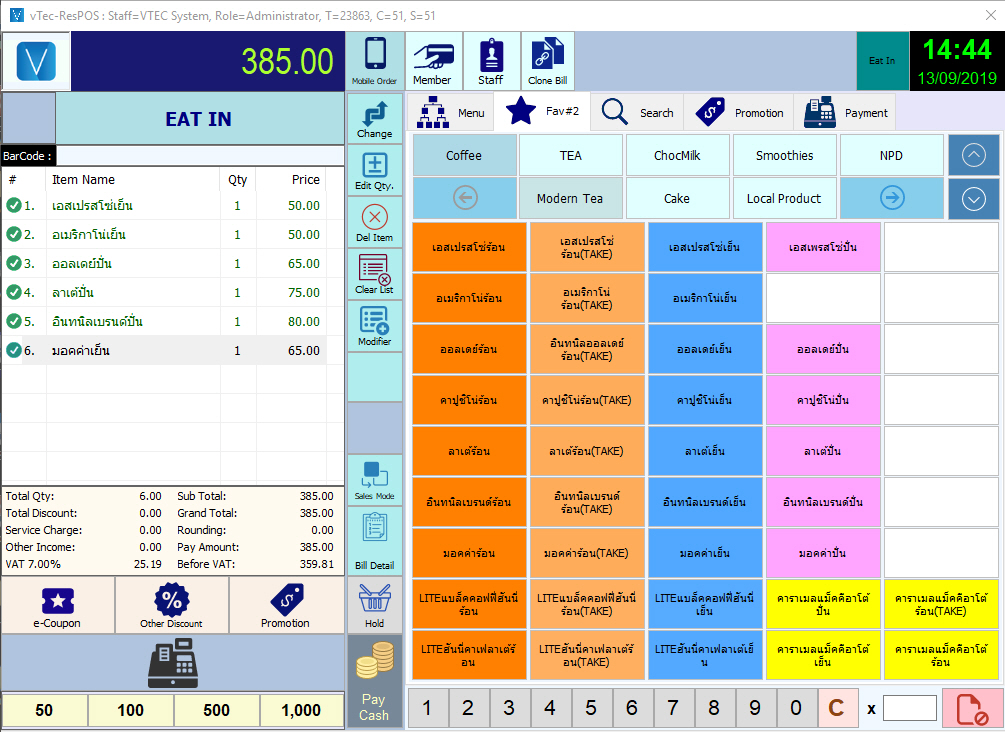 vTec-ResPOS : Staff=VTEC System, Role=Administrator, T=23863, C=51, S=51
V
385.00
Mobile Order
Member
Staff
Clone Bill
Eat In
14:44
13/09/2019
EAT IN
Change
Menu
Fav#2
Search
Promotion
Payment
BarCode :
# Item Name Qty Price
1. เอสเปรสโซ่เย็น 1 50.00
2. อเมริกาโน่เย็น 1 50.00
3. ออลเดย์ปั่น 1 65.00
4. ลาเต้ปั่น 1 75.00
5. อินทนิลเบรนด์ปั่น 1 80.00
6. มอคค่าเย็น 1 65.00
Edit Qty.
Del Item
Clear List
Modifier
Sales Mode
Bill Detail
Hold
Pay
Cash
Total Qty: 6.00 Sub Total: 385.00
Total Discount: 0.00 Grand Total: 385.00
Service Charge: 0.00 Rounding: 0.00
Other Income: 0.00 Pay Amount: 385.00
VAT 7.00% 25.19 Before VAT: 359.81
e-Coupon
Other Discount
Promotion
50
100
500
1,000
Coffee
TEA
ChocMilk
Smoothies
NPD
Modern Tea
Cake
Local Product
เอสเปรสโซ่ร้อน
เอสเปรสโซ่
ร้อน(TAKE)
เอสเปรสโซ่เย็น
เอสเพรสโซ่ปั่น
อเมริกาโน่ร้อน
อเมริกาโน่
ร้อน(TAKE)
อเมริกาโน่เย็น
ออลเดย์ร้อน
อินทนิลออลเดย์
ร้อน(TAKE)
ออลเดย์เย็น
ออลเดย์ปั่น
คาปูชิโน่ร้อน
คาปูชิโน่ร้อน(TAKE)
คาปูชิโน่เย็น
คาปูชิโน่ปั่น
ลาเต้ร้อน
ลาเต้ร้อน(TAKE)
ลาเต้เย็น
ลาเต้ปั่น
อินทนิลเบรนด์ร้อน
อินทนิลเบรนด์
ร้อน(TAKE)
อินทนิลเบรนด์เย็น
อินทนิลเบรนด์ปั่น
มอคค่าร้อน
มอคค่าร้อน(TAKE)
มอคค่าเย็น
มอคค่าปั่น
LITEแบล็คคอฟฟี่ฮันนี่
ร้อน
LITEแบล็คคอฟฟี่ฮันนี่
ร้อน(TAKE)
LITEแบล็คคอฟฟี่ฮันนี่
เย็น
คาราเมลแม็คคิอาโต้
ปั่น
คาราเมลแม็คคิอาโต้
ร้อน(TAKE)
LITEฮันนี่คาเฟลาเต้ร้
อน
LITEฮันนี่คาเฟลาเต้ร้
อน(TAKE)
LITEฮันนี่คาเฟลาเต้เย็
น
คาราเมลแม็คคิอาโต้
เย็น
คาราเมลแม็คคิอาโต้
ร้อน
1 2 3 4 5 6 7 8 9 0 C x